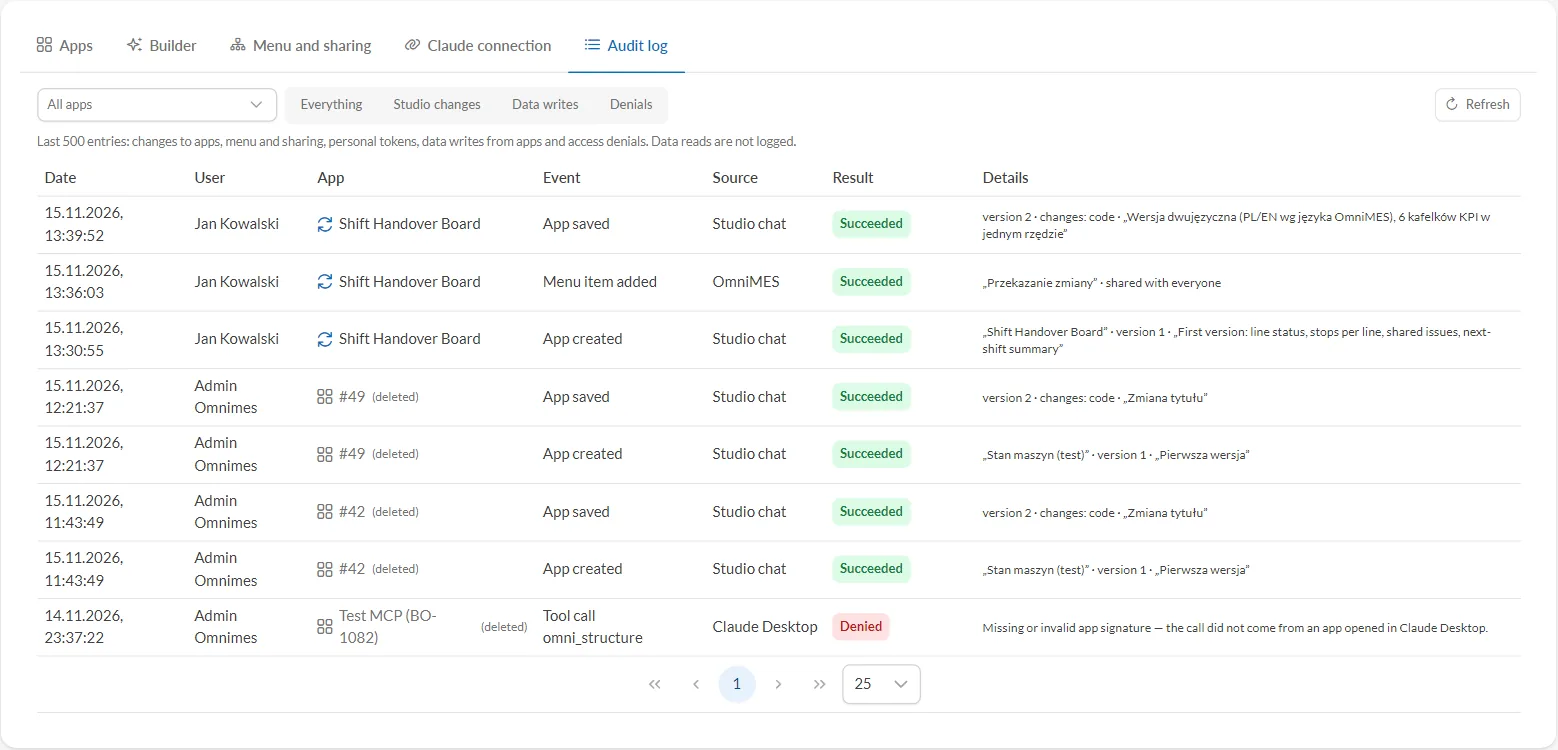 Apps Builder Menu and sharing Claude connection Audit log
All apps Everything Studio changes Data writes Denials Refresh
Last 500 entries: changes to apps, menu and sharing, personal tokens, data writes from apps and access denials. Data reads are not logged.
Date User App Event Source Result Details
15.11.2026,
13:39:52
Jan Kowalski
Shift Handover Board
App saved
Studio chat
Succeeded
version 2 · changes: code · „Wersja dwujęzyczna (PL/EN wg języka OmniMES), 6 kafelków KPI w
jednym rzędzie”
15.11.2026,
13:36:03
Jan Kowalski
Shift Handover Board
Menu item added
OmniMES
Succeeded
„Przekazanie zmiany” · shared with everyone
15.11.2026,
13:30:55
Jan Kowalski
Shift Handover Board
App created
Studio chat
Succeeded
„Shift Handover Board” · version 1 · „First version: line status, stops per line, shared issues, next-
shift summary”
15.11.2026,
12:21:37
Admin
Omnimes
#49 (deleted)
App saved
Studio chat
Succeeded
version 2 · changes: code · „Zmiana tytułu”
15.11.2026,
12:21:37
Admin
Omnimes
#49 (deleted)
App created
Studio chat
Succeeded
„Stan maszyn (test)” · version 1 · „Pierwsza wersja”
15.11.2026,
11:43:49
Admin
Omnimes
#42 (deleted)
App saved
Studio chat
Succeeded
version 2 · changes: code · „Zmiana tytułu”
15.11.2026,
11:43:49
Admin
Omnimes
#42 (deleted)
App created
Studio chat
Succeeded
„Stan maszyn (test)” · version 1 · „Pierwsza wersja”
14.11.2026,
23:37:22
Admin
Omnimes
Test MCP (BO-
1082)
(deleted)
Tool call
omni_structure
Claude Desktop
Denied
Missing or invalid app signature — the call did not come from an app opened in Claude Desktop.
« ‹ 1 › » 25